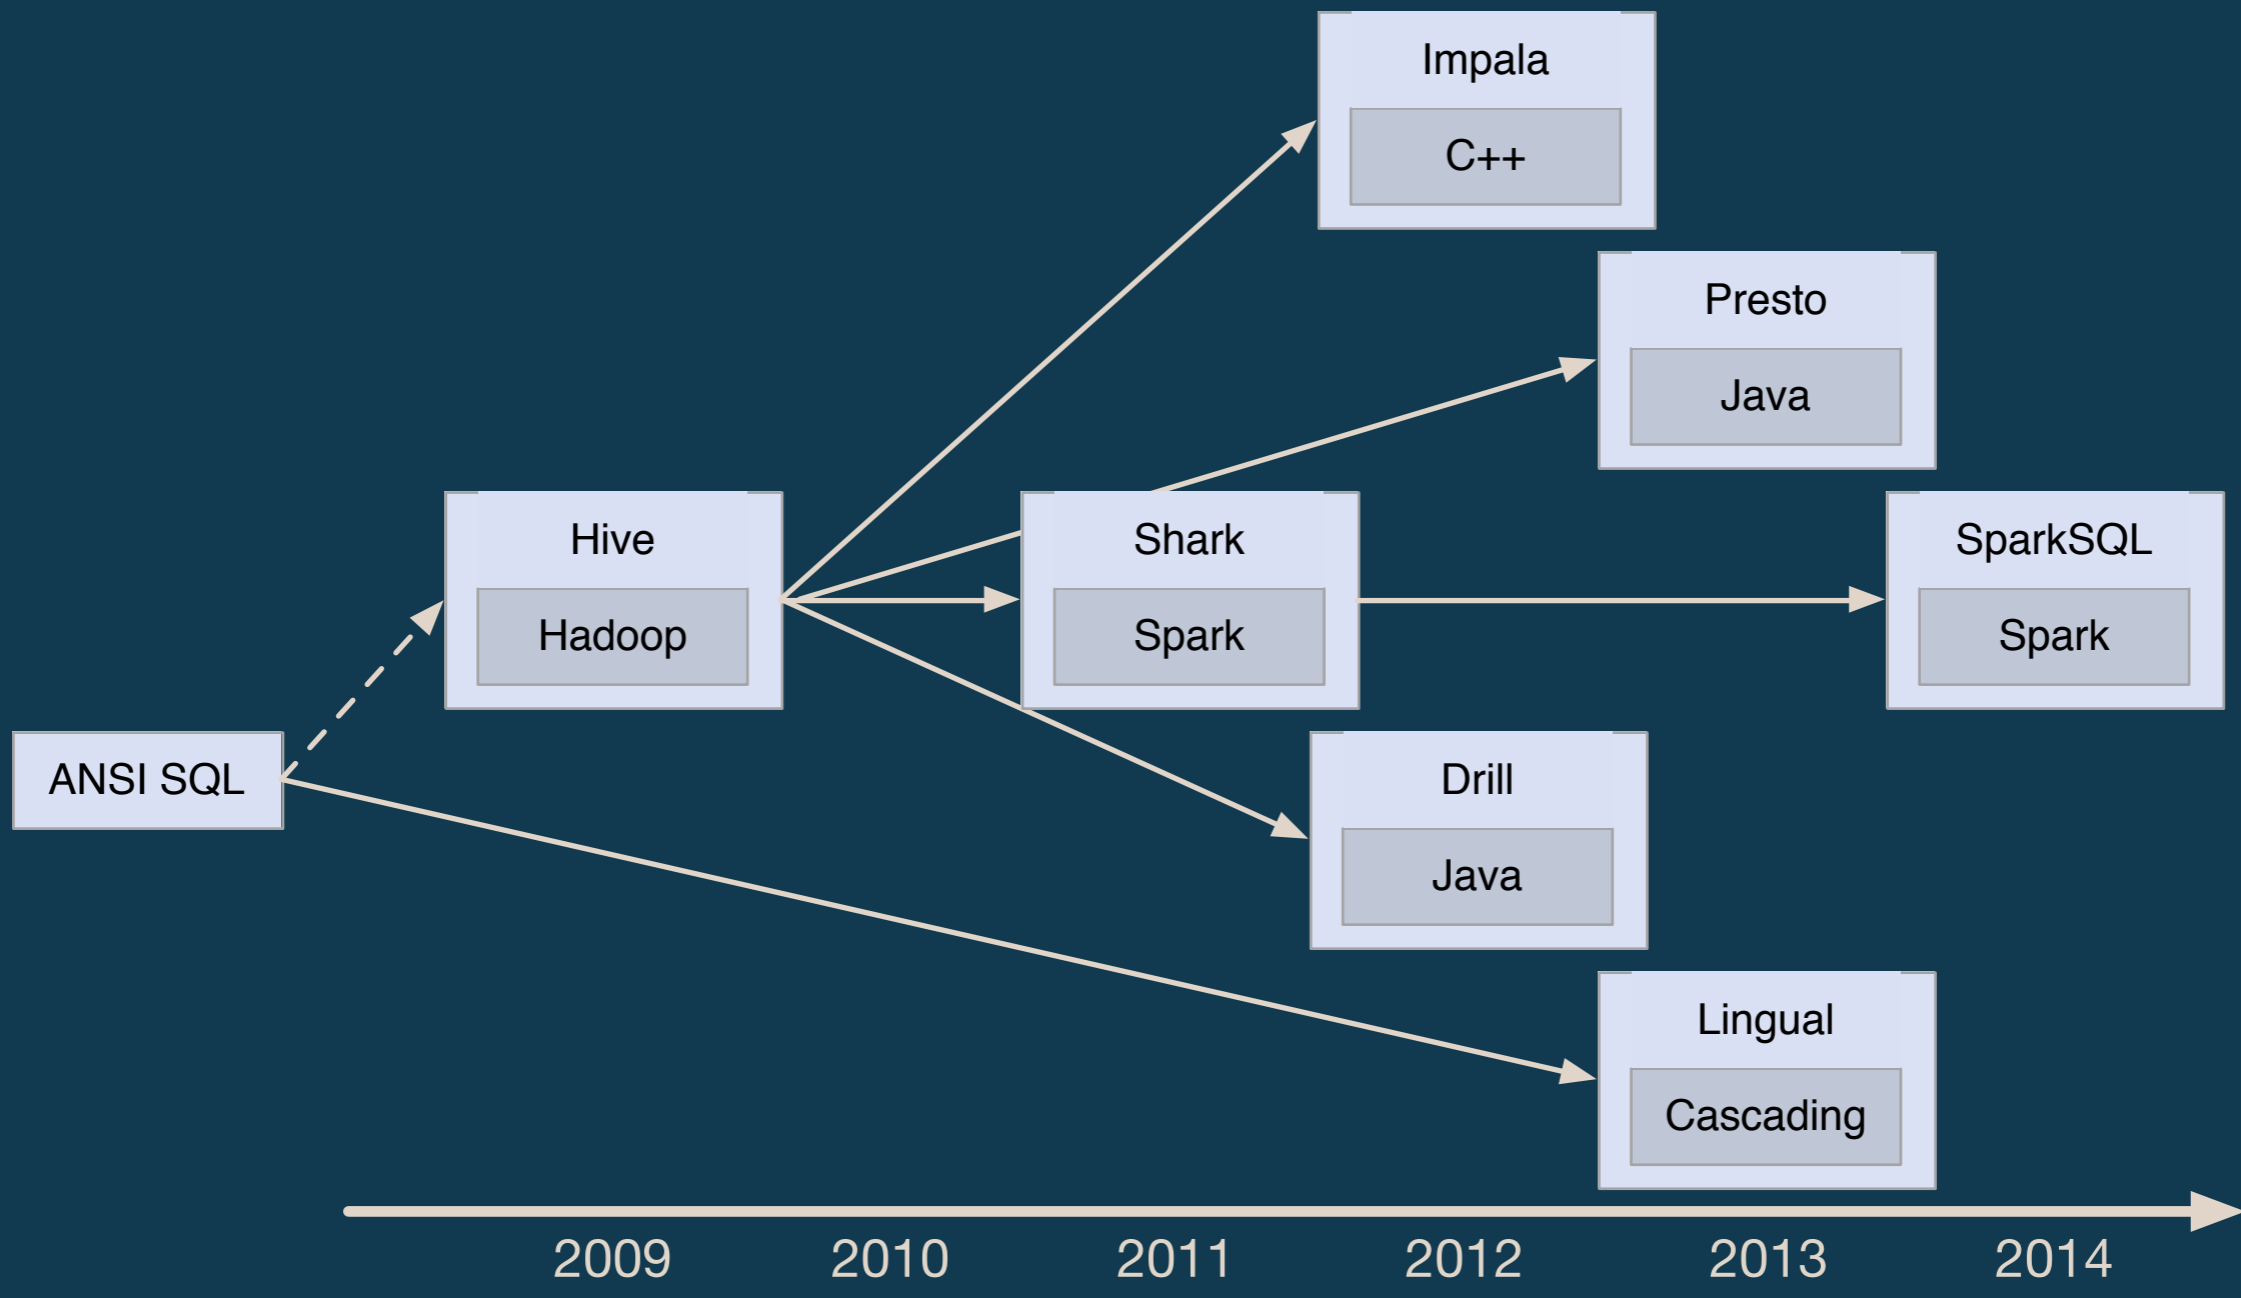 Impala
C++
Presto
Java
Hive
Hadoop
Shark
Spark
SparkSQL
Spark
ANSI SQL
Drill
Java
Lingual
Cascading
2009 2010 2011 2012 2013 2014